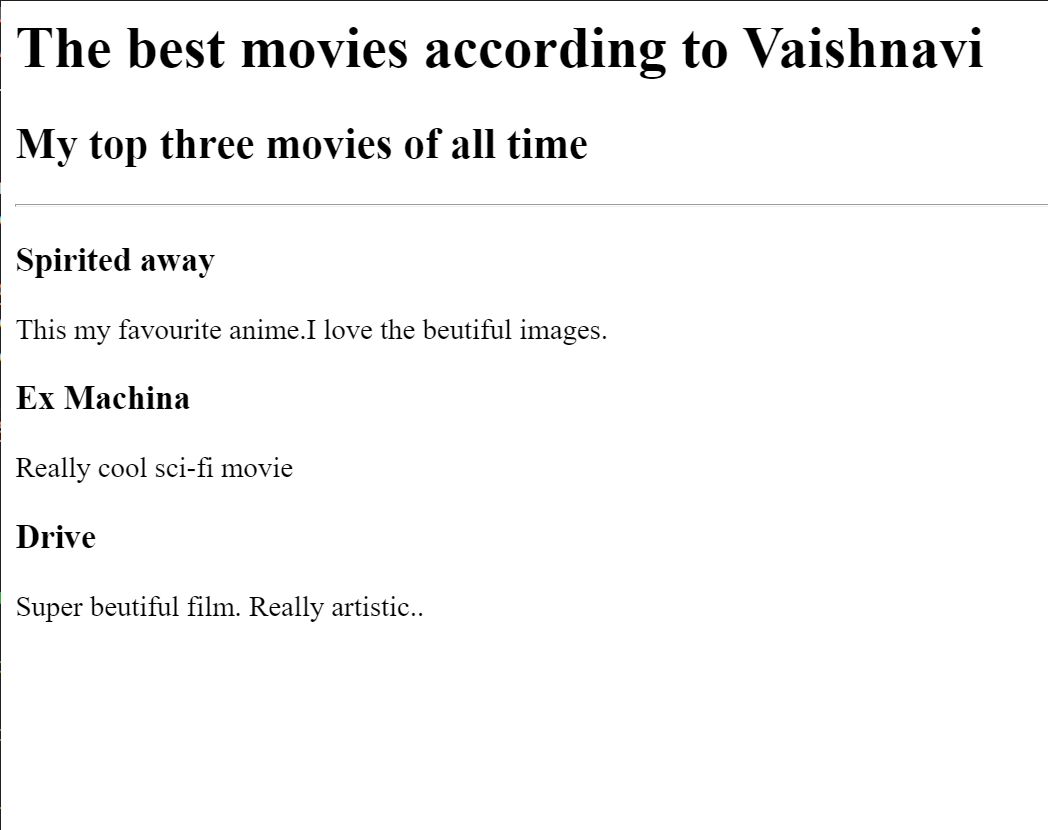 The best movies according to Vaishnavi
My top three movies of all time
Spirited away
This my favourite anime.I love the beutiful images.
Ex Machina
Really cool sci-fi movie
Drive
Super beutiful film. Really artistic..